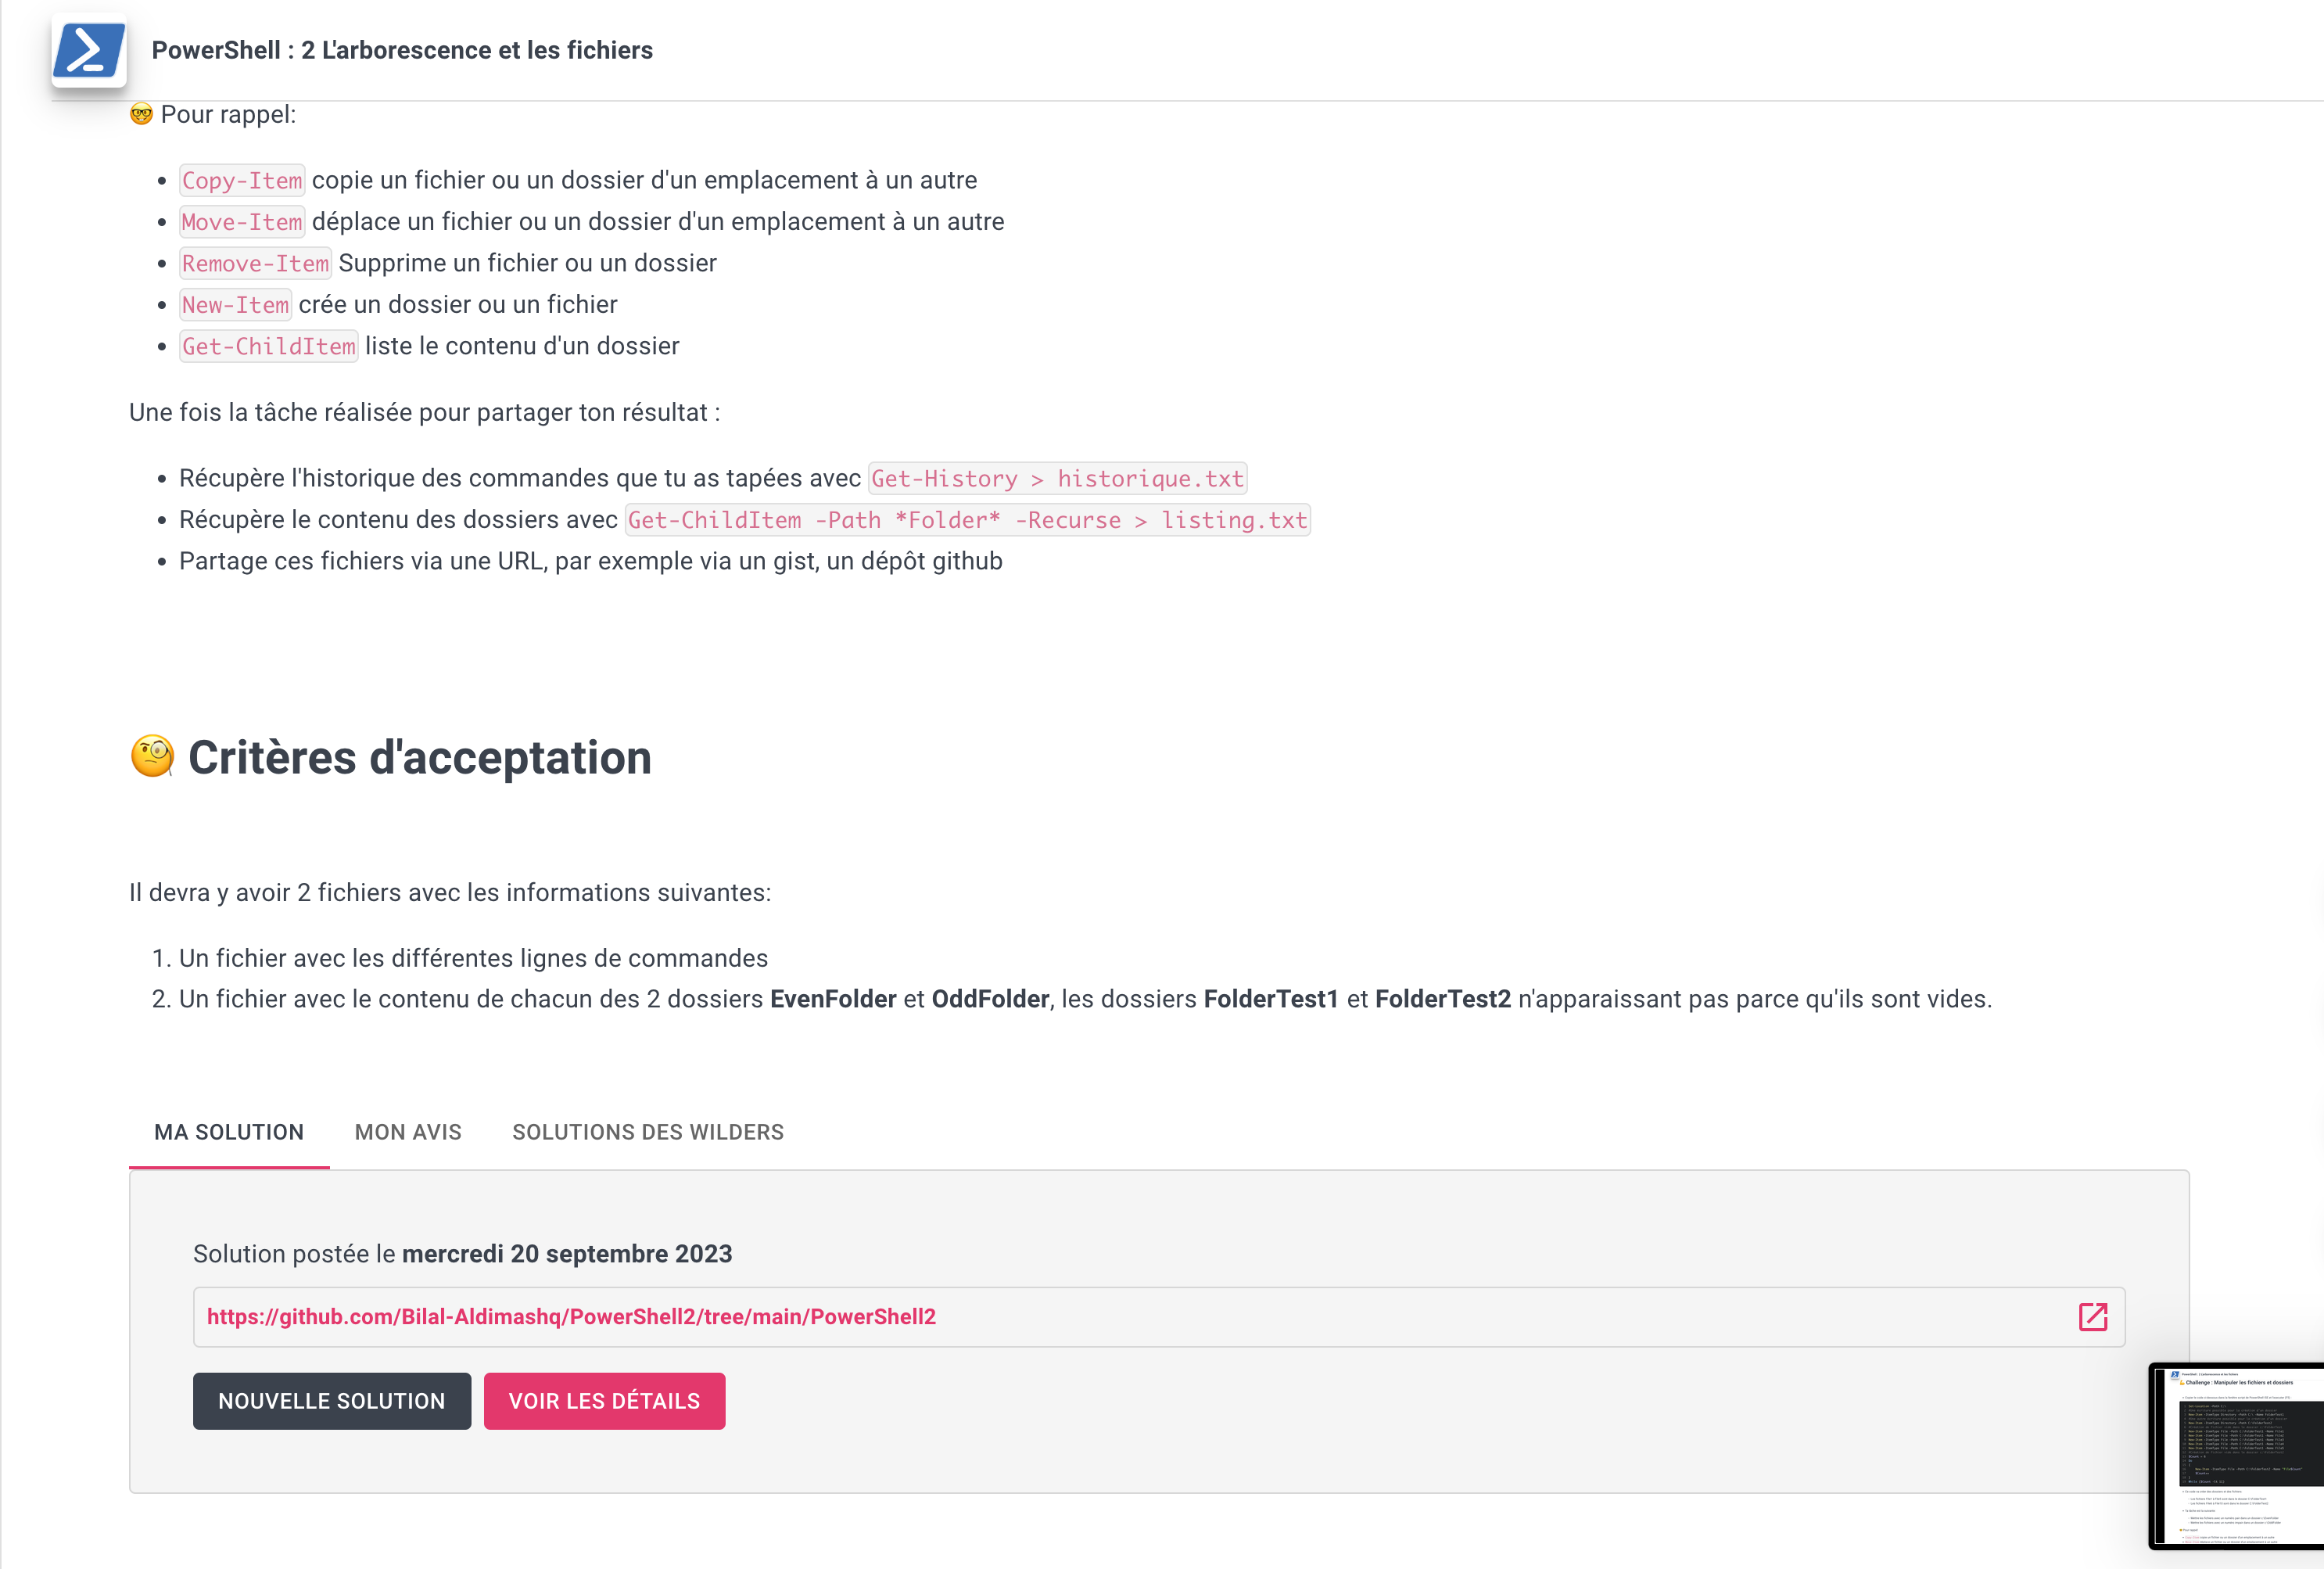 PowerShell : 2 L'arborescence et les fichiers
🤓 Pour rappel:
• Copy-Item copie un fichier ou un dossier d'un emplacement à un autre
• Move-Item déplace un fichier ou un dossier d'un emplacement à un autre
• Remove-Item Supprime un fichier ou un dossier
• New-Item crée un dossier ou un fichier
• Get-ChildItem liste le contenu d'un dossier
Une fois la tâche réalisée pour partager ton résultat :
• Récupère l'historique des commandes que tu as tapées avec Get-History > historique.txt
• Récupère le contenu des dossiers avec Get-ChildItem -Path *Folder* -Recurse > listing.txt
• Partage ces fichiers via une URL, par exemple via un gist, un dépôt github
🧐 Critères d'acceptation
Il devra y avoir 2 fichiers avec les informations suivantes:
1. Un fichier avec les différentes lignes de commandes
2. Un fichier avec le contenu de chacun des 2 dossiers EvenFolder et OddFolder, les dossiers FolderTest1 et FolderTest2 n'apparaissant pas parce qu'ils sont vides.
MA SOLUTION MON AVIS SOLUTIONS DES WILDERS
Solution postée le mercredi 20 septembre 2023
https://github.com/Bilal-Aldimashq/PowerShell2/tree/main/PowerShell2
NOUVELLE SOLUTION VOIR LES DÉTAILS
Challenge : Manipuler les fichiers et dossiers